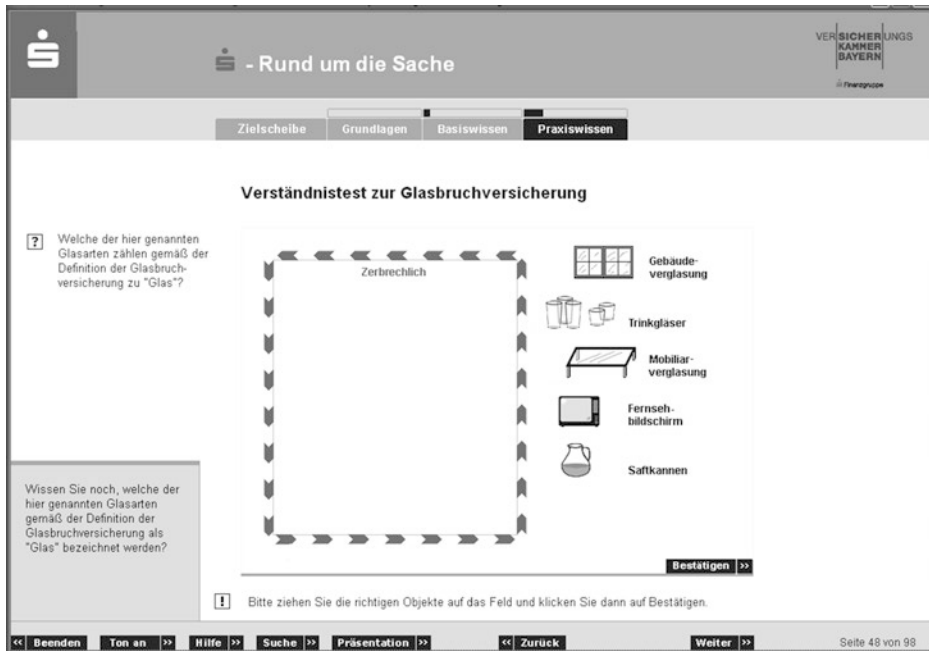 VERSICHERUNGS
KAMMER
BAYERN
Finanzgruppe
- Rund um die Sache
Zielscheibe
Grundlagen
Basiswissen
Praxiswissen
Verständnistest zur Glasbruchversicherung
?
Welche der hier genannten
Glasarten zählen gemäß der
Definition der Glasbruch-
versicherung zu "Glas"?
Zerbrechlich
Gebäude-
verglasung
Trinkgläser
Mobiliar-
verglasung
Fernseh-
bildschirm
Saftkannen
Wissen Sie noch, welche der
hier genannten Glasarten
gemäß der Definition der
Glasbruchversicherung als
"Glas" bezeichnet werden?
Bestätigen >>
! Bitte ziehen Sie die richtigen Objekte auf das Feld und klicken Sie dann auf Bestätigen.
<< Beenden
Ton an >>
Hilfe >>
Suche >>
Präsentation >>
<< Zurück
Weiter >>
Seite 48 von 98